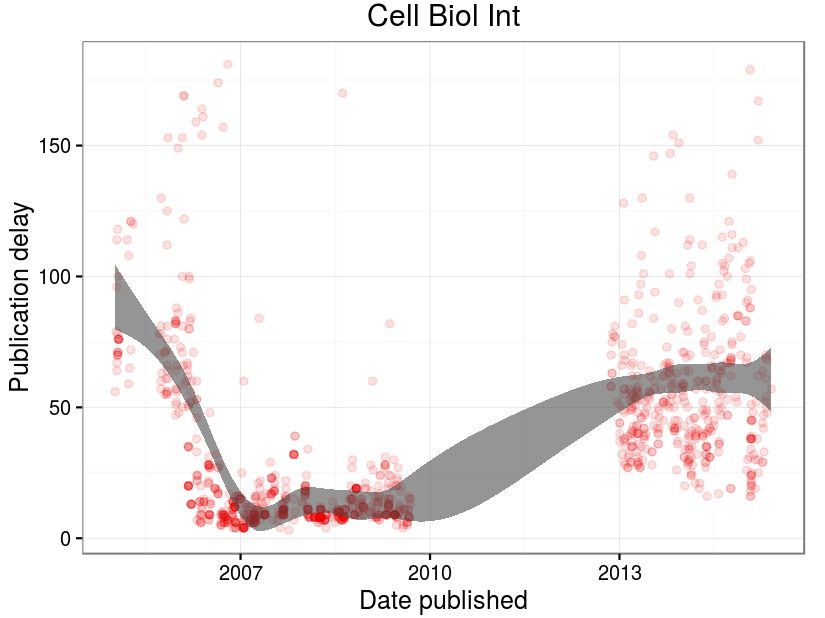 Cell Biol Int
Publication delay
150
100
50
0
2007 2010 2013
Date published